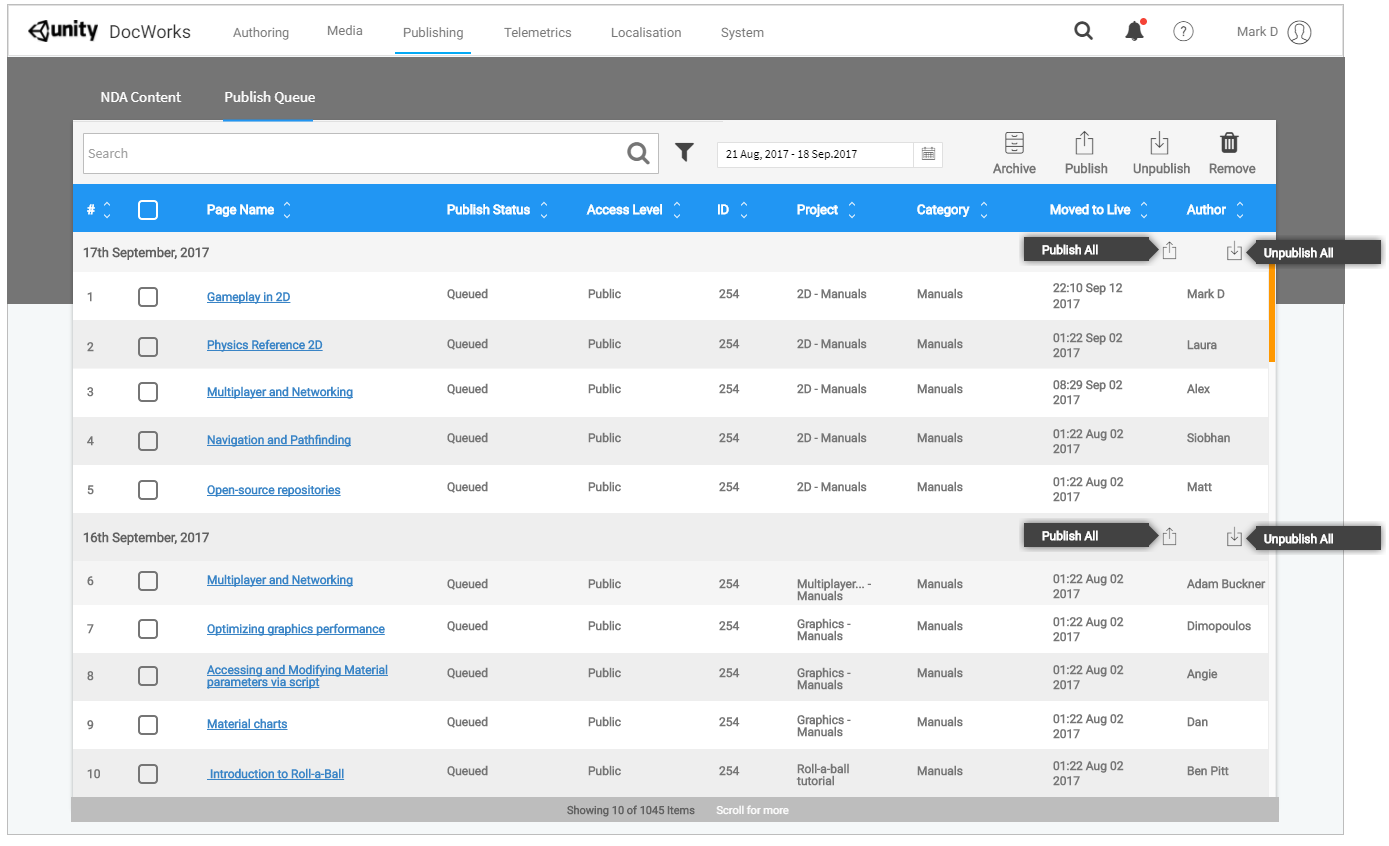 unity DocWorks Authoring Media Publishing Telemetrics Localisation System ? Mark D
NDA Content Publish Queue
Search 21 Aug, 2017 - 18 Sep.2017 Archive Publish Unpublish Remove
# Page Name Publish Status Access Level ID Project Category Moved to Live Author
17th September, 2017 Publish All Unpublish All
1 Gameplay in 2D Queued Public 254 2D - Manuals Manuals 22:10 Sep 12
2017 Mark D
2 Physics Reference 2D Queued Public 254 2D - Manuals Manuals 01:22 Sep 02
2017 Laura
3 Multiplayer and Networking Queued Public 254 2D - Manuals Manuals 08:29 Sep 02
2017 Alex
4 Navigation and Pathfinding Queued Public 254 2D - Manuals Manuals 01:22 Aug 02
2017 Siobhan
5 Open-source repositories Queued Public 254 2D - Manuals Manuals 01:22 Aug 02
2017 Matt
16th September, 2017 Publish All Unpublish All
6 Multiplayer and Networking Queued Public 254 Multiplayer... -
Manuals Manuals 01:22 Aug 02
2017 Adam Buckner
7 Optimizing graphics performance Queued Public 254 Graphics -
Manuals Manuals 01:22 Aug 02
2017 Dimopoulos
8 Accessing and Modifying Material
parameters via script Queued Public 254 Graphics -
Manuals Manuals 01:22 Aug 02
2017 Angie
9 Material charts Queued Public 254 Graphics -
Manuals Manuals 01:22 Aug 02
2017 Dan
10 Introduction to Roll-a-Ball Queued Public 254 Roll-a-ball
tutorial Manuals 01:22 Aug 02
2017 Ben Pitt
Showing 10 of 1045 Items Scroll for more